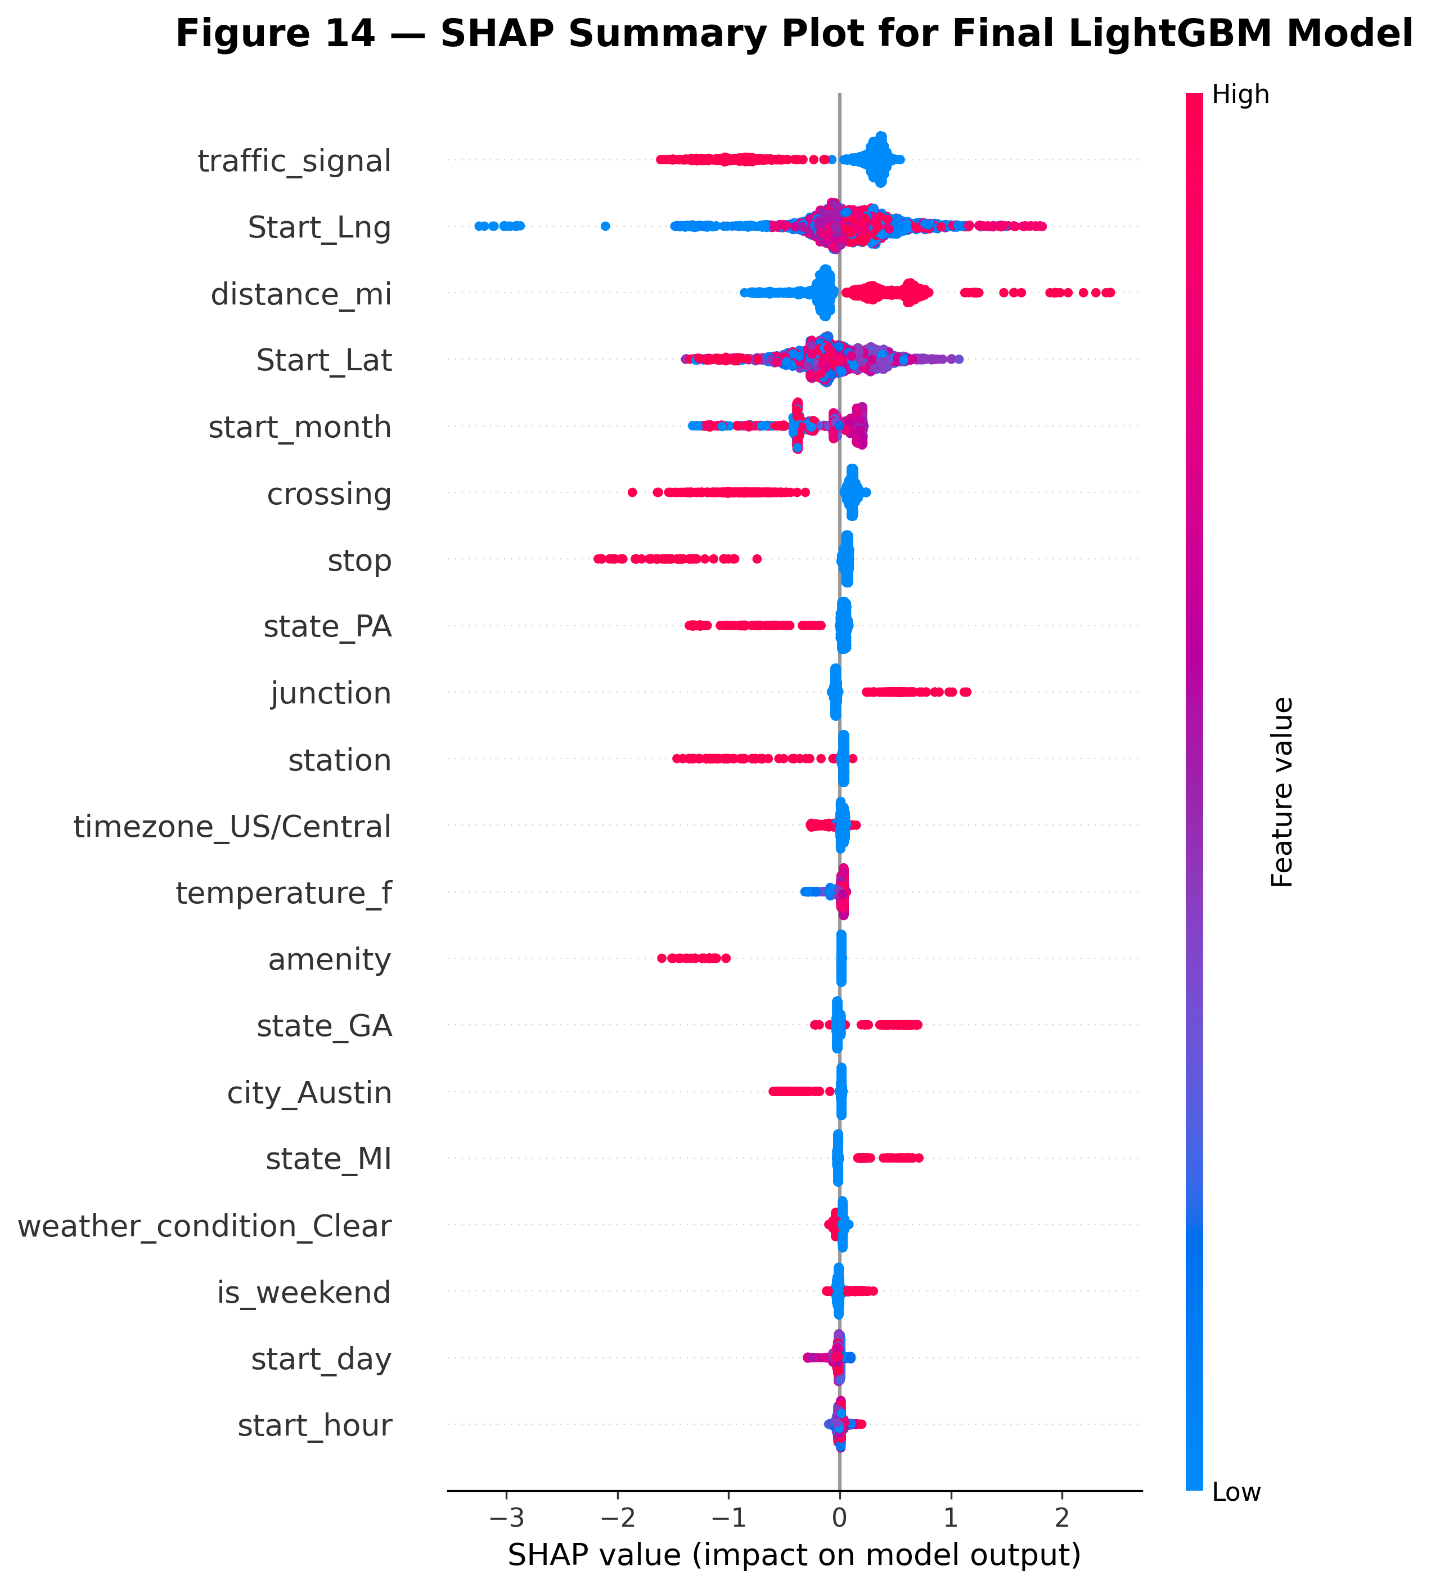 Figure 14 — SHAP Summary Plot for Final LightGBM Model
High
traffic_signal
Start_Lng
distance_mi
Start_Lat
start_month
crossing
stop
state_PA
junction
station
timezone_US/Central
temperature_f
amenity
state_GA
city_Austin
state_MI
weather_condition_Clear
is_weekend
start_day
start_hour
Feature value
Low
−3 −2 −1 0 1 2
SHAP value (impact on model output)